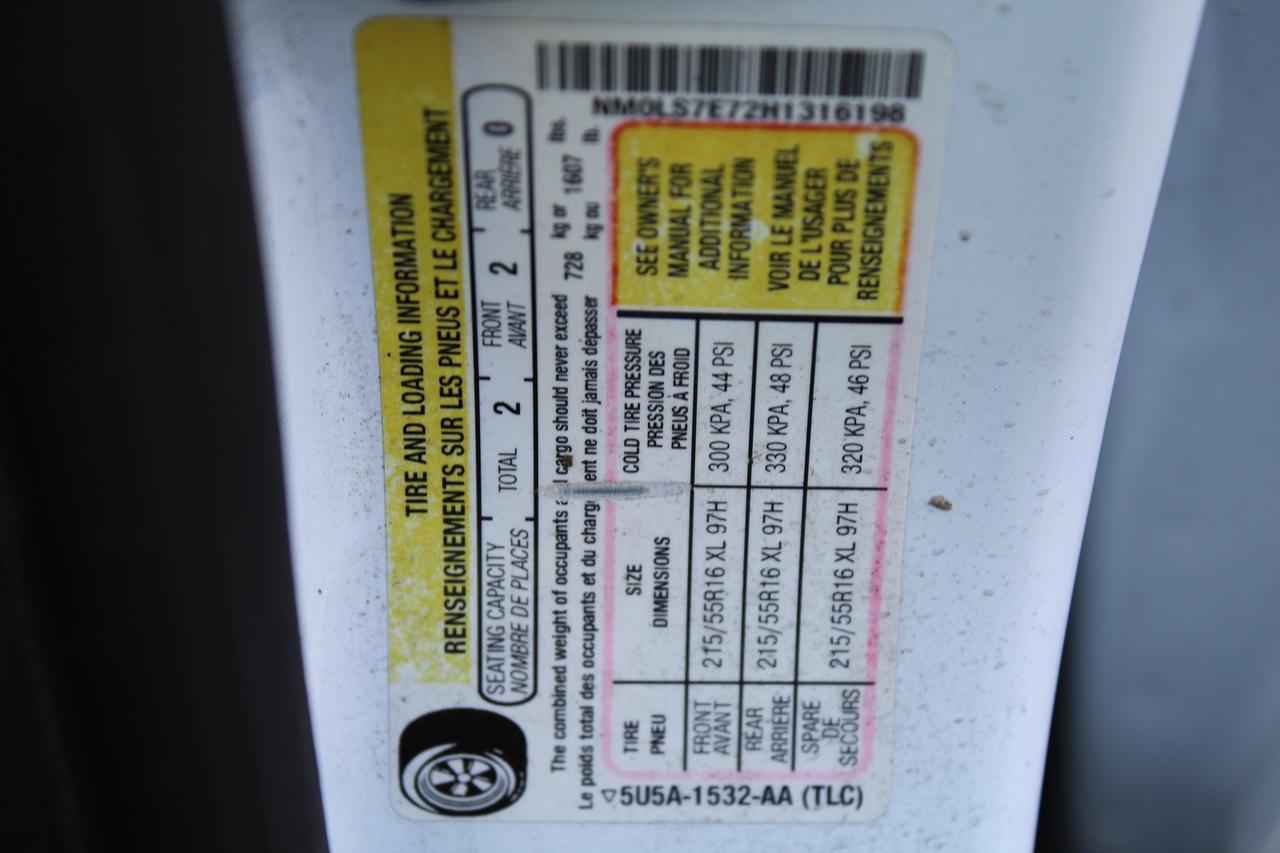 NM0LS7E72H1316198
TIRE AND LOADING INFORMATION
RENSEIGNEMENTS SUR LES PNEUS ET LE CHARGEMENT
SEATING CAPACITY TOTAL 2 FRONT 2 REAR 0
NOMBRE DE PLACES AVANT ARRIÈRE
The combined weight of occupants cargo should never exceed 728 kg or 1607 lbs.
Le poids total des occupants et du ne doit jamais dépasser kg ou lb.
TIRE SIZE COLD TIRE PRESSURE
PNEU DIMENSIONS PRESSION DES
PNEUS À FROID
FRONT 215/55R16 XL 97H 300 KPA, 44 PSI
AVANT
REAR 215/55R16 XL 97H 330 KPA, 48 PSI
ARRIÈRE
SPARE
DE 215/55R16 XL 97H 320 KPA, 46 PSI
SECOURS
SEE OWNER'S
MANUAL FOR
ADDITIONAL
INFORMATION
VOIR LE MANUEL
DE L'USAGER
POUR PLUS DE
RENSEIGNEMENTS
5U5A-1532-AA (TLC)